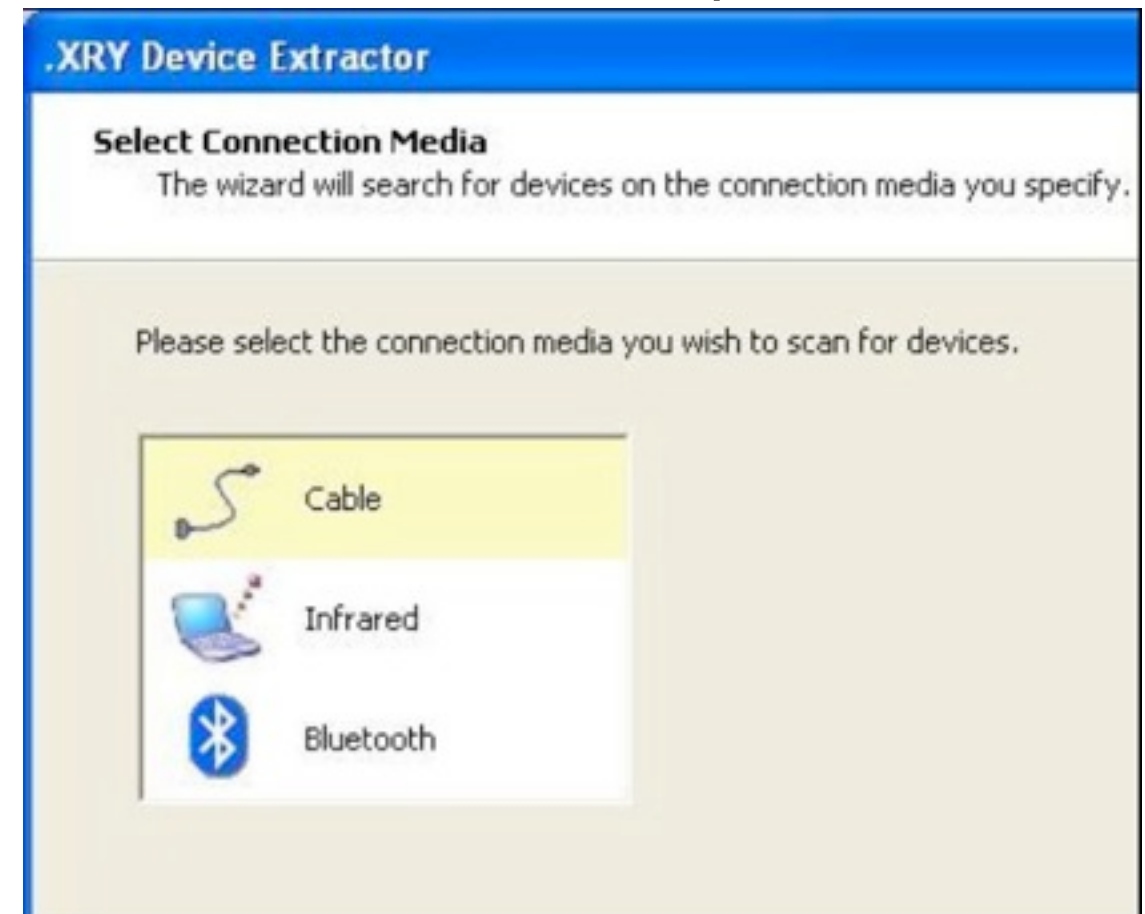 .XRY Device Extractor
Select Connection Media
The wizard will search for devices on the connection media you specify.
Please select the connection media you wish to scan for devices.
Cable
Infrared
Bluetooth